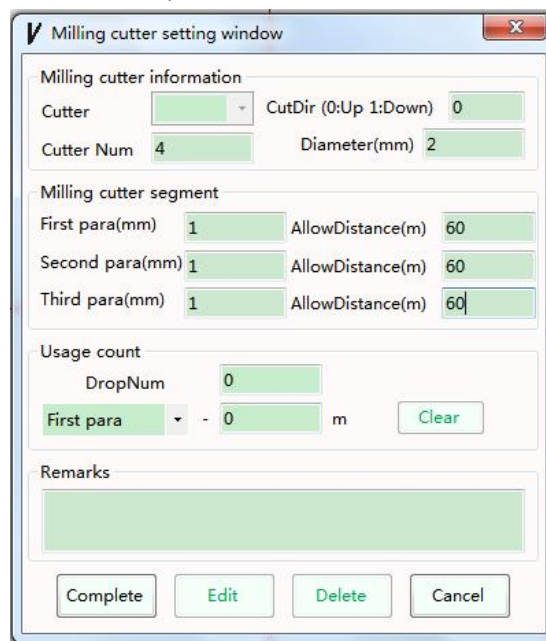 Milling cutter setting window
Milling cutter information
Cutter CutDir (0:Up 1:Down) 0
Cutter Num 4 Diameter(mm) 2
Milling cutter segment
First para(mm) 1 AllowDistance(m) 60
Second para(mm) 1 AllowDistance(m) 60
Third para(mm) 1 AllowDistance(m) 60
Usage count
DropNum 0
First para - 0 m Clear
Remarks
Complete Edit Delete Cancel